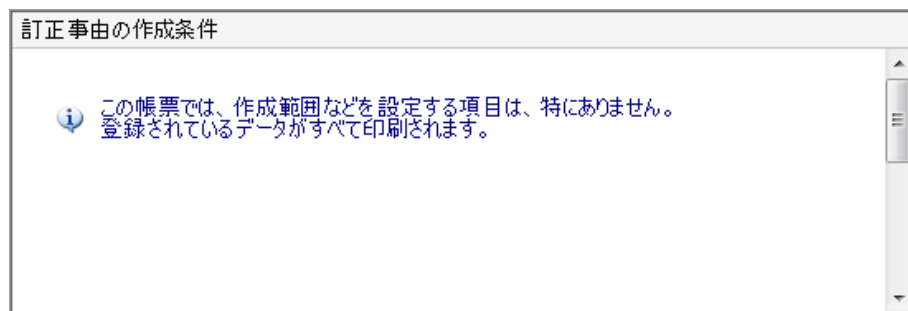 訂正事由の作成条件
この帳票では、作成範囲などを設定する項目は、特にありません。
登録されているデータがすべて印刷されます。